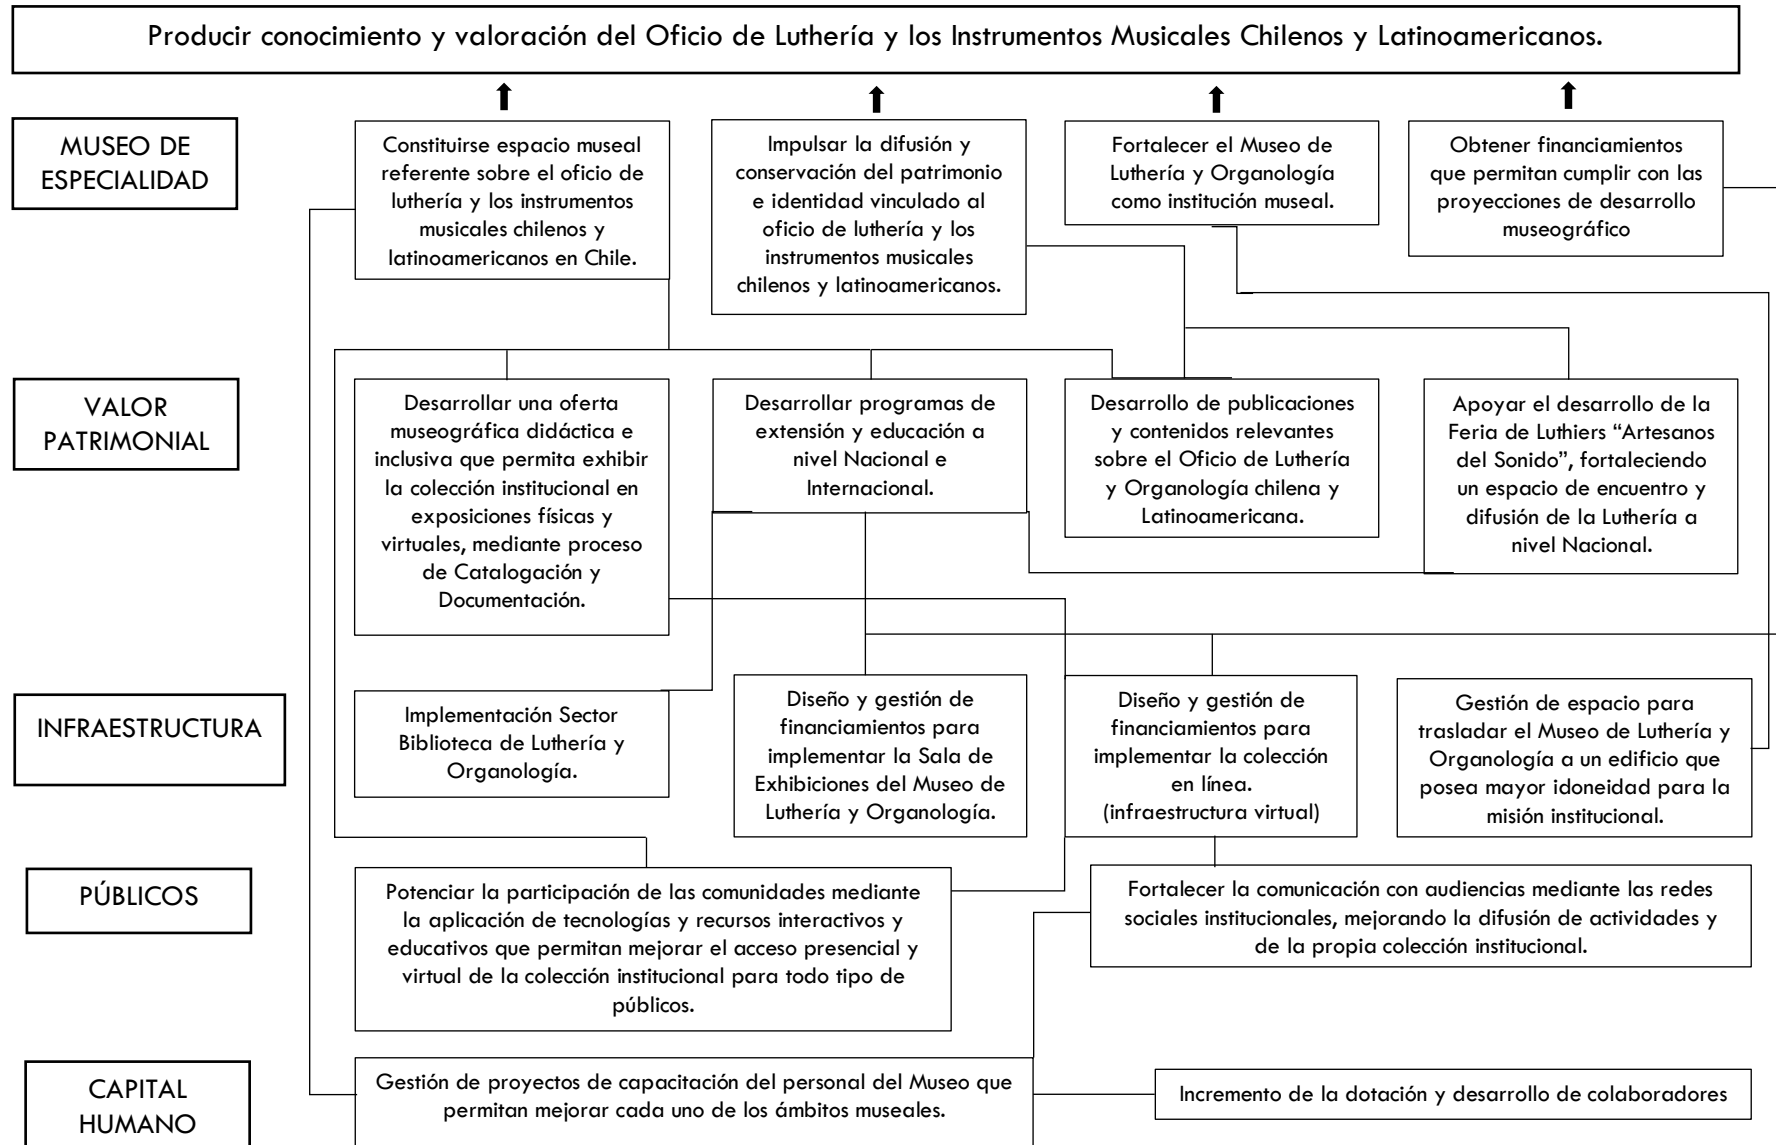 Producir conocimiento y valoración del Oficio de Luthería y los Instrumentos Musicales Chilenos y Latinoamericanos.
MUSEO DE
ESPECIALIDAD
Constituirse espacio museal
referente sobre el oficio de
luthería y los instrumentos
musicales chilenos y
latinoamericanos en Chile.
Impulsar la difusión y
conservación del patrimonio
e identidad vinculado al
oficio de luthería y los
instrumentos musicales
chilenos y latinoamericanos.
Fortalecer el Museo de
Luthería y Organología
como institución museal.
Obtener financiamientos
que permitan cumplir con las
proyecciones de desarrollo
museográfico
VALOR
PATRIMONIAL
Desarrollar una oferta
museográfica didáctica e
inclusiva que permita exhibir
la colección institucional en
exposiciones físicas y
virtuales, mediante proceso
de Catalogación y
Documentación.
Desarrollar programas de
extensión y educación a
nivel Nacional e
Internacional.
Desarrollo de publicaciones
y contenidos relevantes
sobre el Oficio de Luthería
y Organología chilena y
Latinoamericana.
Apoyar el desarrollo de la
Feria de Luthiers “Artesanos
del Sonido”, fortaleciendo
un espacio de encuentro y
difusión de la Luthería a
nivel Nacional.
INFRAESTRUCTURA
Implementación Sector
Biblioteca de Luthería y
Organología.
Diseño y gestión de
financiamientos para
implementar la Sala de
Exhibiciones del Museo de
Luthería y Organología.
Diseño y gestión de
financiamientos para
implementar la colección
en línea.
(infraestructura virtual)
Gestión de espacio para
trasladar el Museo de Luthería y
Organología a un edificio que
posea mayor idoneidad para la
misión institucional.
PÚBLICOS
Potenciar la participación de las comunidades mediante
la aplicación de tecnologías y recursos interactivos y
educativos que permitan mejorar el acceso presencial y
virtual de la colección institucional para todo tipo de
públicos.
Fortalecer la comunicación con audiencias mediante las redes
sociales institucionales, mejorando la difusión de actividades y
de la propia colección institucional.
CAPITAL
HUMANO
Gestión de proyectos de capacitación del personal del Museo que
permitan mejorar cada uno de los ámbitos museales.
Incremento de la dotación y desarrollo de colaboradores